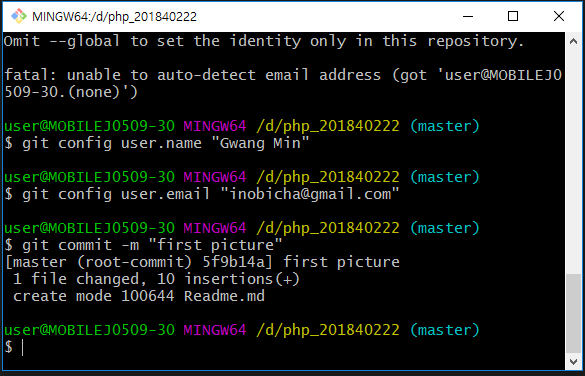 MINGW64:/d/php_201840222
Omit --global to set the identity only in this repository.
fatal: unable to auto-detect email address (got 'user@MOBILEJ0
509-30.(none)')
user@MOBILEJ0509-30 MINGW64 /d/php_201840222 (master)
$ git config user.name "Gwang Min"
user@MOBILEJ0509-30 MINGW64 /d/php_201840222 (master)
$ git config user.email "inobicha@gmail.com"
user@MOBILEJ0509-30 MINGW64 /d/php_201840222 (master)
$ git commit -m "first picture"
[master (root-commit) 5f9b14a] first picture
 1 file changed, 10 insertions(+)
 create mode 100644 Readme.md
user@MOBILEJ0509-30 MINGW64 /d/php_201840222 (master)
$